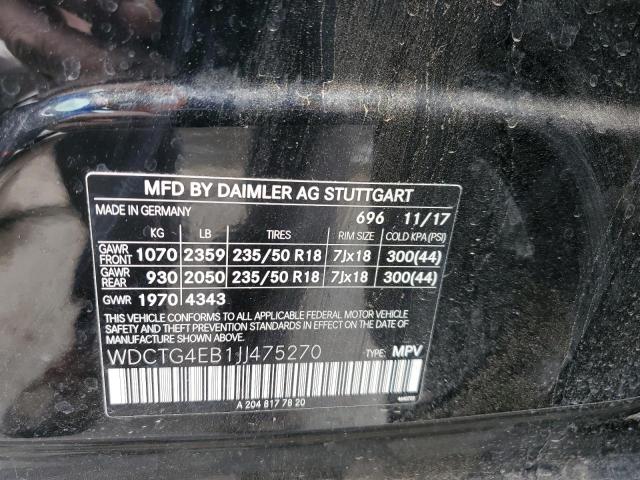 MFD BY DAIMLER AG STUTTGART
MADE IN GERMANY 696 11/17
KG LB TIRES RIM SIZE COLD KPA(PSI)
GAWR FRONT 1070 2359 235/50 R18 7Jx18 300(44)
GAWR REAR 930 2050 235/50 R18 7Jx18 300(44)
GVWR 1970 4343
THIS VEHICLE CONFORMS TO ALL APPLICABLE
FEDERAL MOTOR VEHICLE SAFETY, BUMPER,
AND THEFT PREVENTION STANDARDS IN EFFECT ON THE
DATE OF MANUFACTURE SHOWN ABOVE.
WDCTG4EB1JJ475270 TYPE: MPV
A 204 817 78 20